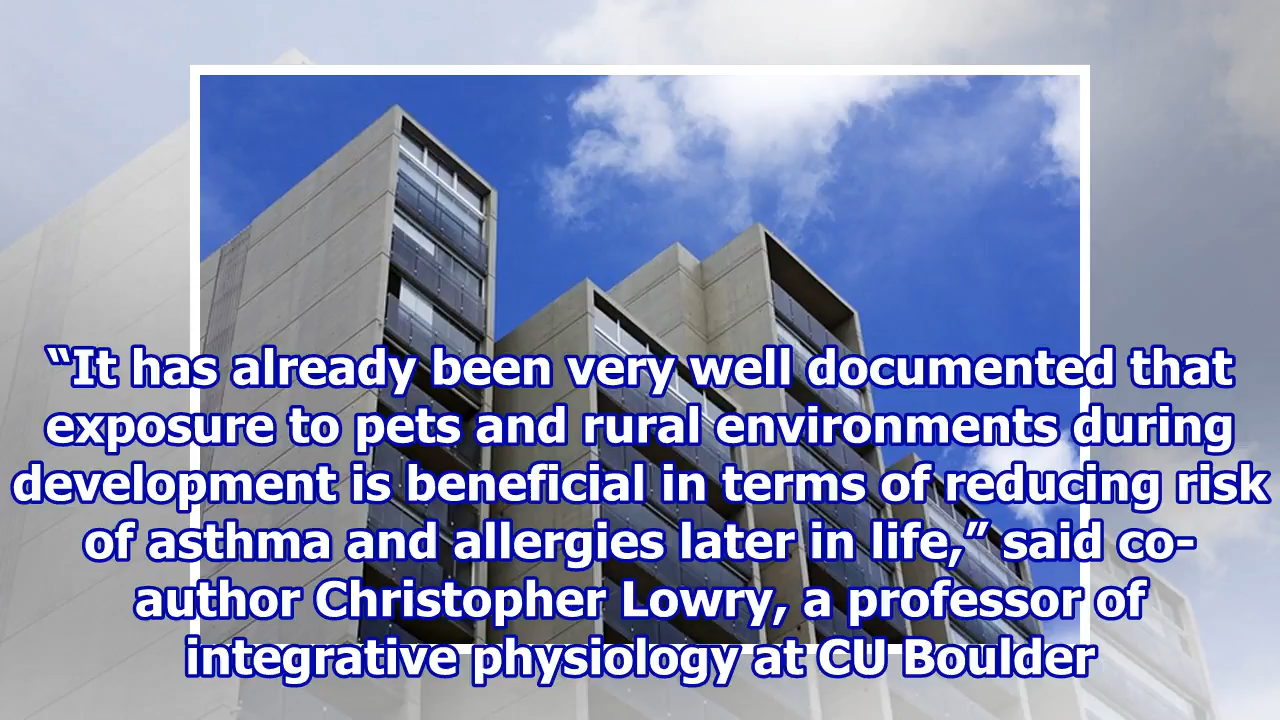 “It has already been very well documented that
exposure to pets and rural environments during
development is beneficial in terms of reducing risk
of asthma and allergies later in life,” said co-
author Christopher Lowry, a professor of
integrative physiology at CU Boulder